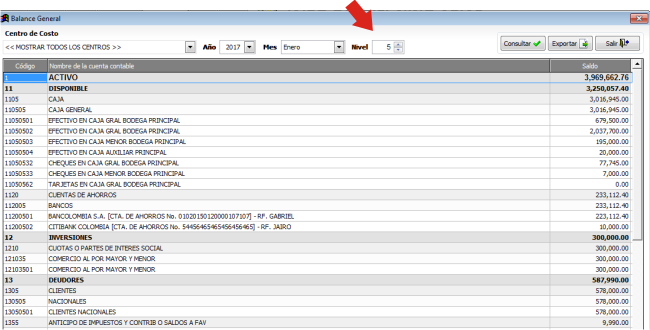 Balance General
Centro de Costo
<< MOSTRAR TODOS LOS CENTROS >> Año 2017 Mes Enero Nivel 5 Consultar Exportar Salir
Código Nombre de la cuenta contable Saldo
1 ACTIVO 3,969,662.76
11 DISPONIBLE 3,250,057.40
1105 CAJA 3,016,945.00
110505 CAJA GENERAL 3,016,945.00
11050501 EFECTIVO EN CAJA GRAL BODEGA PRINCIPAL 679,500.00
11050502 EFECTIVO EN CAJA GRAL BODEGA PRINCIPAL 2,037,700.00
11050503 EFECTIVO EN CAJA MENOR BODEGA PRINCIPAL 195,000.00
11050504 EFECTIVO EN CAJA AUXILIAR PRINCIPAL 20,000.00
11050532 CHEQUES EN CAJA GRAL BODEGA PRINCIPAL 77,745.00
11050533 CHEQUES EN CAJA MENOR BODEGA PRINCIPAL 7,000.00
11050562 TARJETAS EN CAJA GRAL BODEGA PRINCIPAL 0.00
1120 CUENTAS DE AHORROS 233,112.40
112005 BANCOS 233,112.40
11200501 BANCOLOMBIA S.A. [CTA. DE AHORROS No. 01020150120000107107] - RF. GABRIEL 223,112.40
11200502 CITIBANK COLOMBIA [CTA. DE AHORROS No. 54456465465456456465] - RF. JAIRO 10,000.00
12 INVERSIONES 300,000.00
1210 CUOTAS O PARTES DE INTERES SOCIAL 300,000.00
121035 COMERCIO AL POR MAYOR Y MENOR 300,000.00
12103501 COMERCIO AL POR MAYOR Y MENOR 300,000.00
13 DEUDORES 587,990.00
1305 CLIENTES 578,000.00
130505 NACIONALES 578,000.00
13050501 CLIENTES NACIONALES 578,000.00
1355 ANTICIPO DE IMPUESTOS Y CONTRIB O SALDOS A FAV 9,990.00